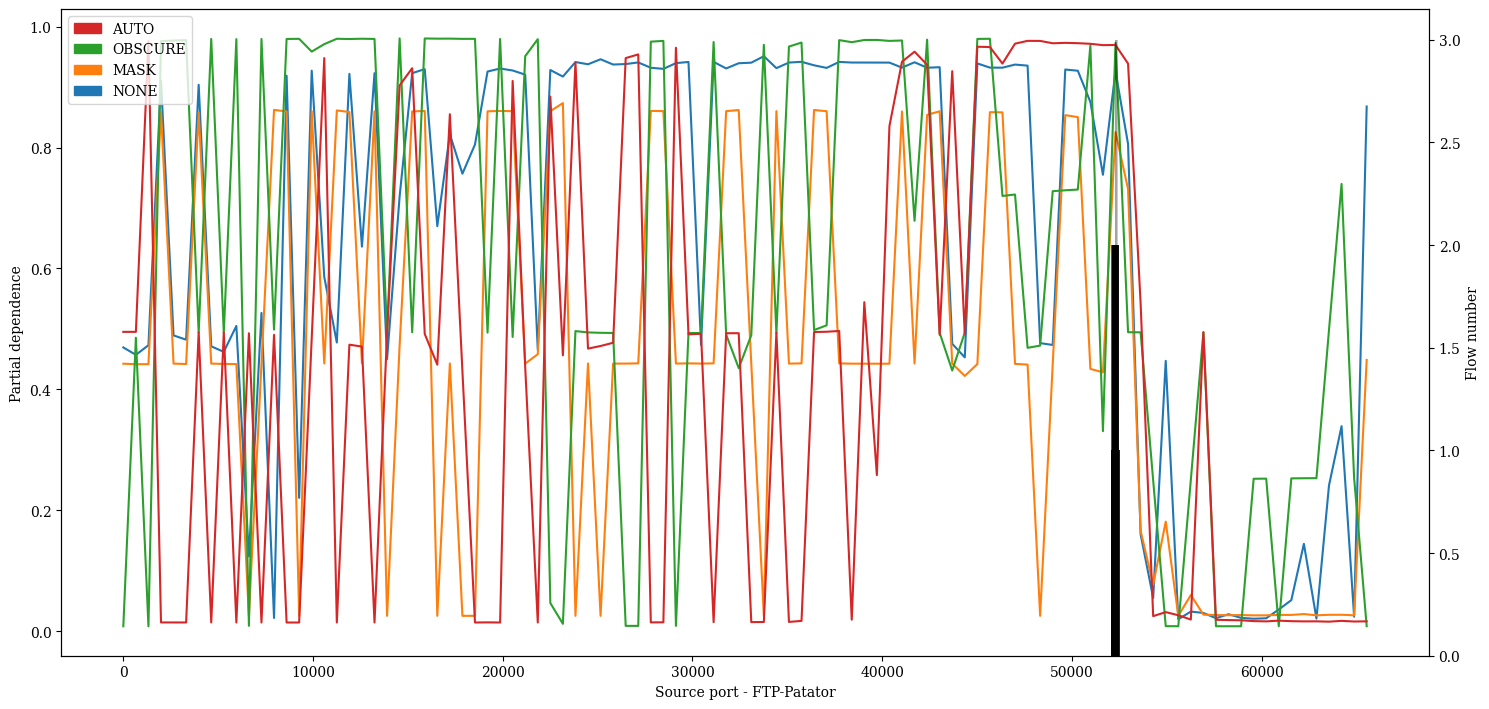 AUTO
OBSCURE
MASK
NONE
1.0
0.8
0.6
0.4
0.2
0.0
Partial dependence
3.0
2.5
2.0
1.5
1.0
0.5
0.0
Flow number
0 10000 20000 30000 40000 50000 60000
Source port - FTP-Patator